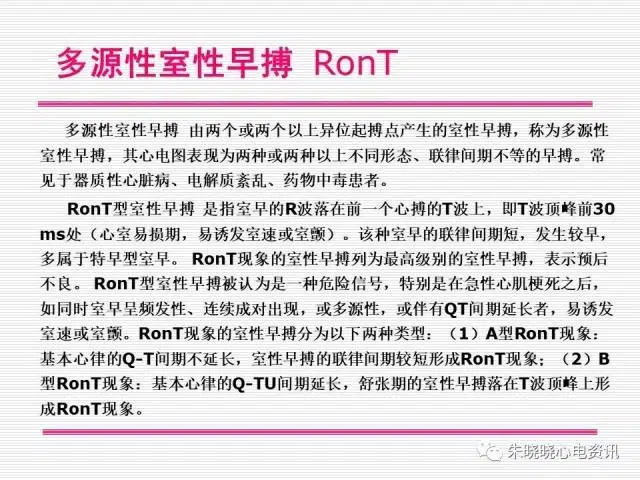 多源性室性早搏 RonT
多源性室性早搏 由两个或两个以上异位起搏点产生的室性早搏，称为多源性
室性早搏，其心电图表现为两种或两种以上不同形态、联律间期不等的早搏。常
见于器质性心脏病、电解质紊乱、药物中毒患者。
RonT型室性早搏 是指室早的R波落在前一个心搏的T波上，即T波顶峰前30
ms处（心室易损期，易诱发室速或室颤）。该种室早的联律间期短，发生较早，
多属于特早型室早。 RonT现象的室性早搏列为最高级别的室性早搏，表示预后
不良。 RonT型室性早搏被认为是一种危险信号，特别是在急性心肌梗死之后，
如同时室早呈频发性、连续成对出现，或多源性，或伴有QT间期延长者，易诱发
室速或室颤。RonT现象的室性早搏分为以下两种类型：（1）A型RonT现象：
基本心律的Q-T间期不延长，室性早搏的联律间期较短形成RonT现象；（2）B
型RonT现象：基本心律的Q-TU间期延长，舒张期的室性早搏落在T波顶峰上形
成RonT现象。
朱晓晓心电资讯